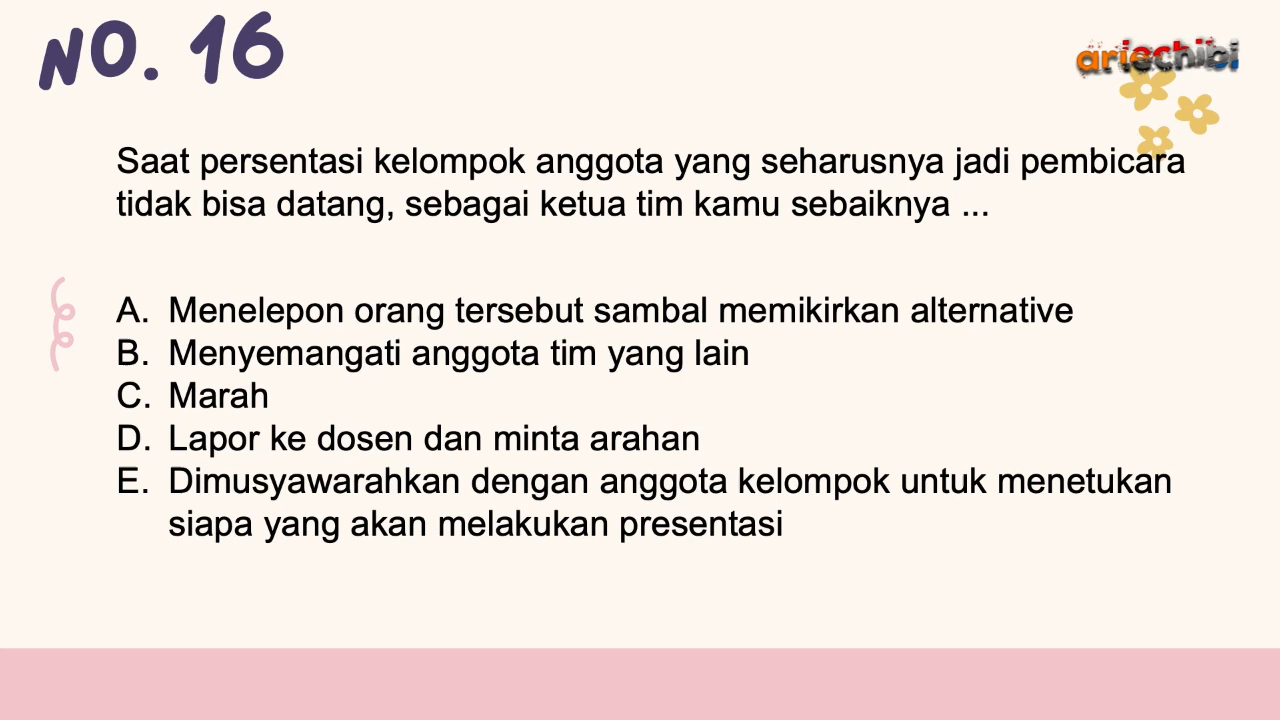 NO. 16
ariechibi
Saat persentasi kelompok anggota yang seharusnya jadi pembicara
tidak bisa datang, sebagai ketua tim kamu sebaiknya ...
A. Menelepon orang tersebut sambal memikirkan alternative
B. Menyemangati anggota tim yang lain
C. Marah
D. Lapor ke dosen dan minta arahan
E. Dimusyawarahkan dengan anggota kelompok untuk menetukan
siapa yang akan melakukan presentasi